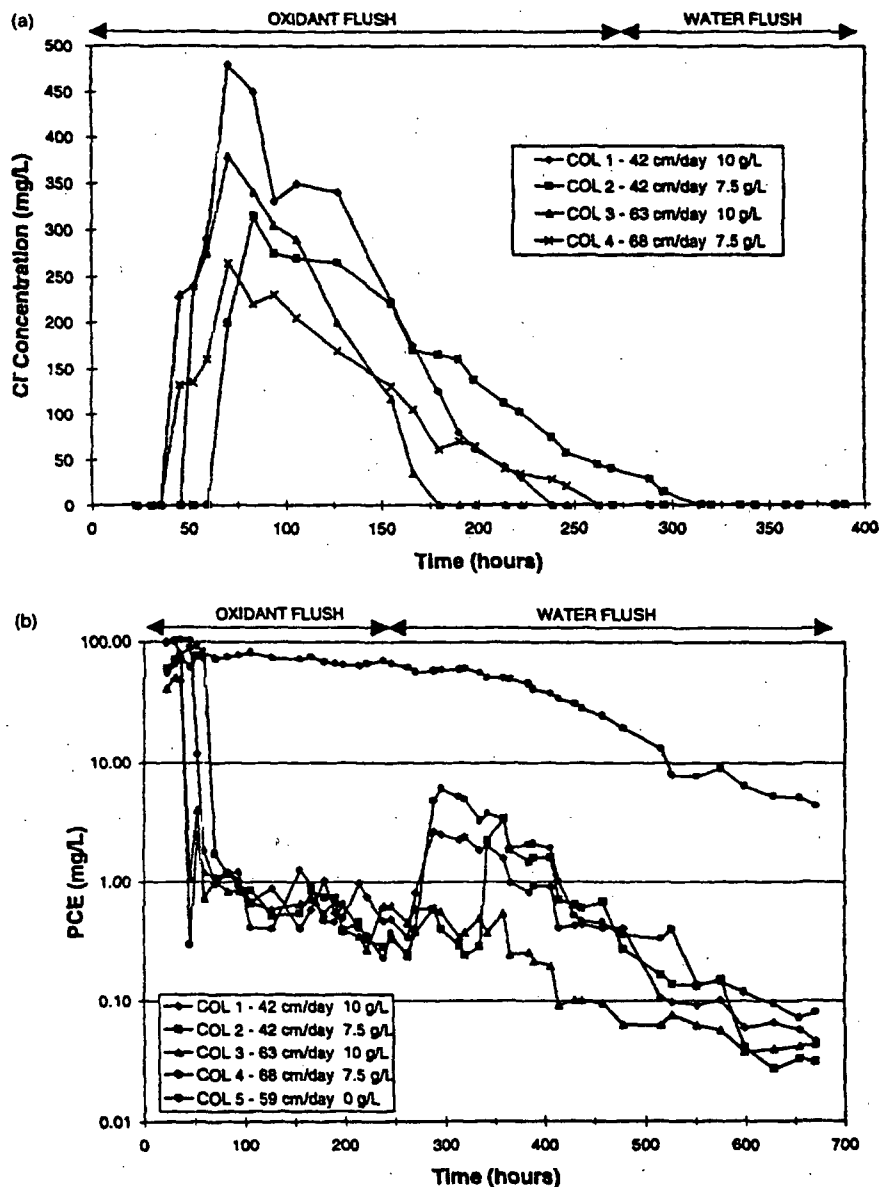 (a)
OXIDANT FLUSH
WATER FLUSH
500
450
400
350
300
250
200
150
100
50
0
Cl⁻ Concentration (mg/L)
COL 1 - 42 cm/day 10 g/L
COL 2 - 42 cm/day 7.5 g/L
COL 3 - 63 cm/day 10 g/L
COL 4 - 68 cm/day 7.5 g/L
0 50 100 150 200 250 300 350 400
Time (hours)
(b)
OXIDANT FLUSH
WATER FLUSH
100.00
10.00
1.00
0.10
0.01
PCE (mg/L)
COL 1 - 42 cm/day 10 g/L
COL 2 - 42 cm/day 7.5 g/L
COL 3 - 63 cm/day 10 g/L
COL 4 - 68 cm/day 7.5 g/L
COL 5 - 59 cm/day 0 g/L
0 100 200 300 400 500 600 700
Time (hours)